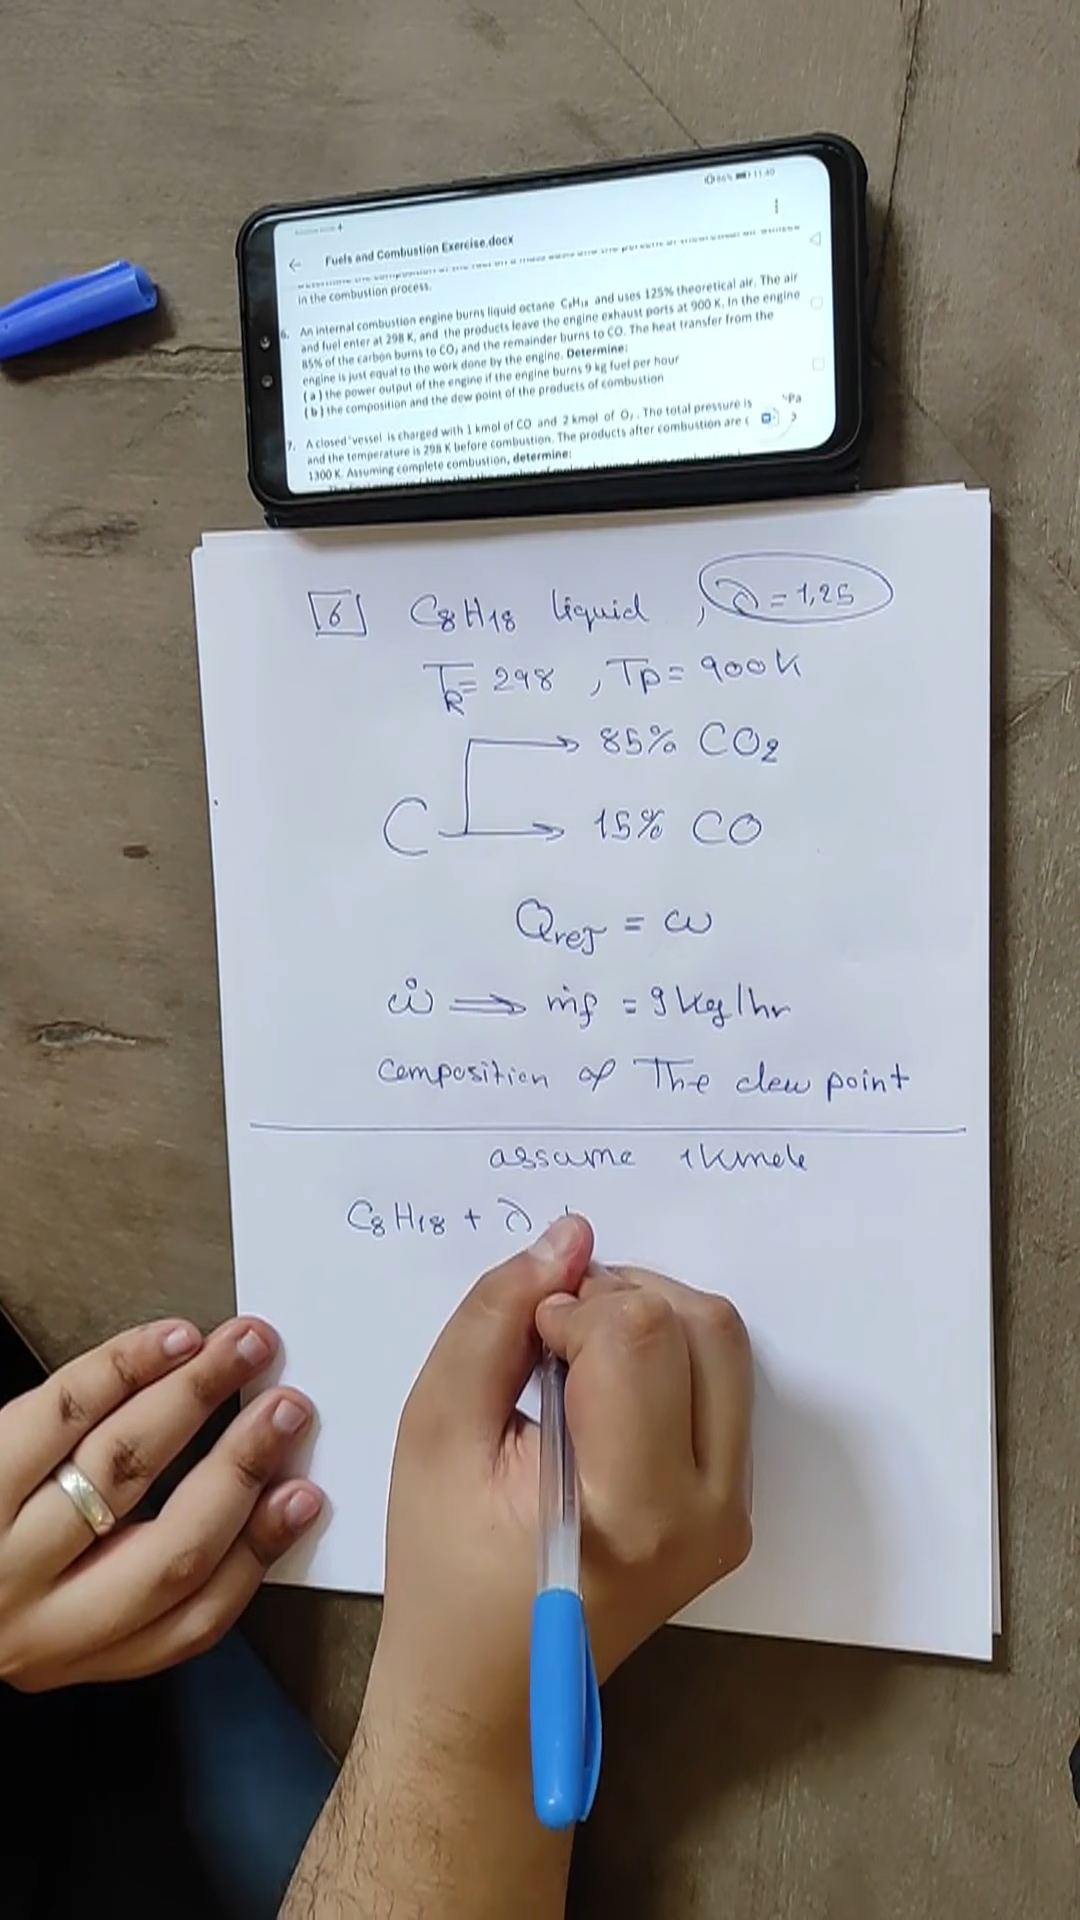 86% 11:40
Fuels and Combustion Exercise.docx
in the combustion process.
6. An internal combustion engine burns liquid octane C₈H₁₈ and uses 125% theoretical air. The air
and fuel enter at 298 K, and the products leave the engine exhaust ports at 900 K. In the engine
85% of the carbon burns to CO₂ and the remainder burns to CO. The heat transfer from the
engine is just equal to the work done by the engine. Determine:
(a) the power output of the engine if the engine burns 9 kg fuel per hour
(b) the composition and the dew point of the products of combustion
7. A closed vessel is charged with 1 kmol of CO and 2 kmol of O₂. The total pressure is
and the temperature is 298 K before combustion. The products after combustion are
1300 K. Assuming complete combustion, determine:
[6] C8H18 liquid, λ = 1,25
TR = 298, Tp = 900K
85% CO2
C
15% CO
Qrej = w
ẇ ⟹ ṁf = 9 kg/hr
Composition of The dew point
assume 1kmole
C8H18 + λ